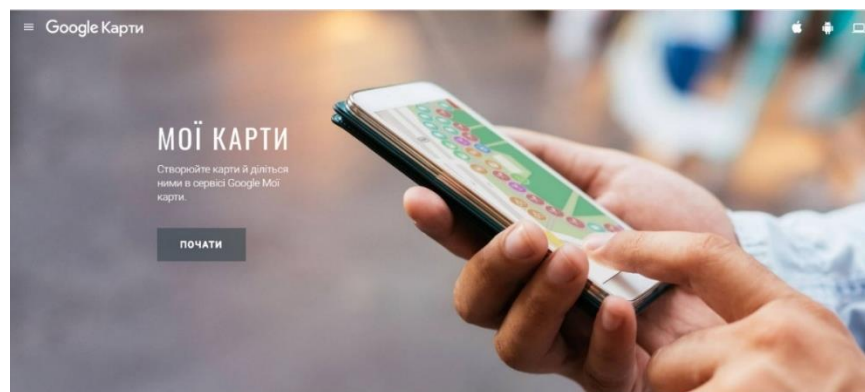 Google Карти
МОЇ КАРТИ
Створюйте карти й діліться
ними в сервісі Google Мої
карти.
ПОЧАТИ